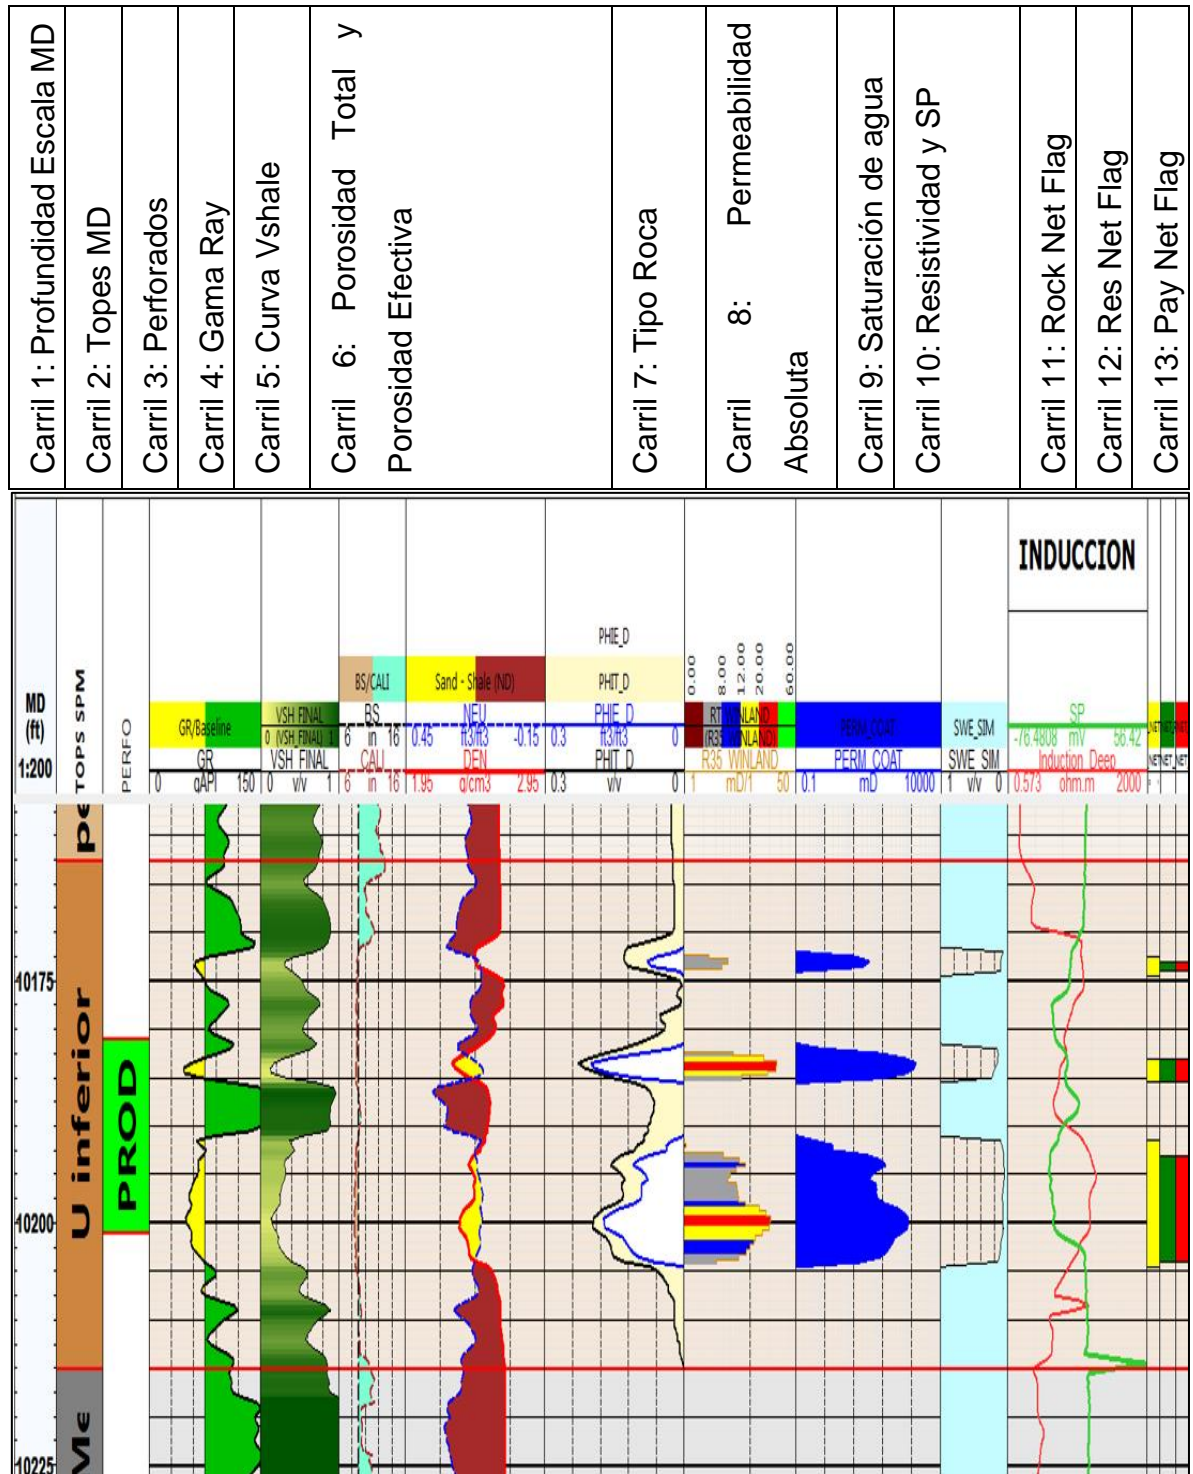 Carril 1: Profundidad Escala MD
Carril 2: Topes MD
Carril 3: Perforados
Carril 4: Gama Ray
Carril 5: Curva Vshale
Carril 6: Porosidad Total y
Porosidad Efectiva
Carril 7: Tipo Roca
Carril 8: Permeabilidad
Absoluta
Carril 9: Saturación de agua
Carril 10: Resistividad y SP
Carril 11: Rock Net Flag
Carril 12: Res Net Flag
Carril 13: Pay Net Flag
INDUCCION
MD
(ft)
1:200
TOPS SPM
PERFO
GR/Baseline
GR
0 gAPI 150
VSH FINAL
0 (VSH FINAL) 1
VSH FINAL
0 v/v 1
BS/CALI
BS
6 in 16
CALI
6 in 16
Sand - Shale (ND)
NEU
0.45 ft3/ft3 -0.15
DEN
1.95 g/cm3 2.95
PHIE_D
PHIT_D
PHIE_D
0.3 ft3/ft3 0
PHIT_D
0.3 v/v 0
0.00
8.00
12.00
20.00
60.00
R35 WINLAND
1 mD/1 50
PERM_COAT
PERM_COAT
0.1 mD 10000
SWE_SIM
SWE_SIM
1 v/v 0
SP
-76.4808 mV 56.42
Induction Deep
0.573 ohm.m 2000
NET
NET
NET
pe
U inferior
PROD
Me
10175
10200
10225